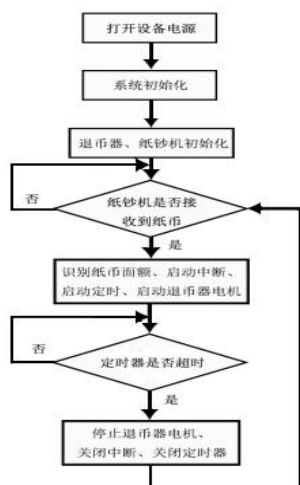 打开设备电源
系统初始化
退币器、纸钞机初始化
否
纸钞机是否接
收到纸币
是
识别纸币面额、启动中断、
启动定时、启动退币器电机
否
定时器是否超时
是
停止退币器电机、
关闭中断、关闭定时器